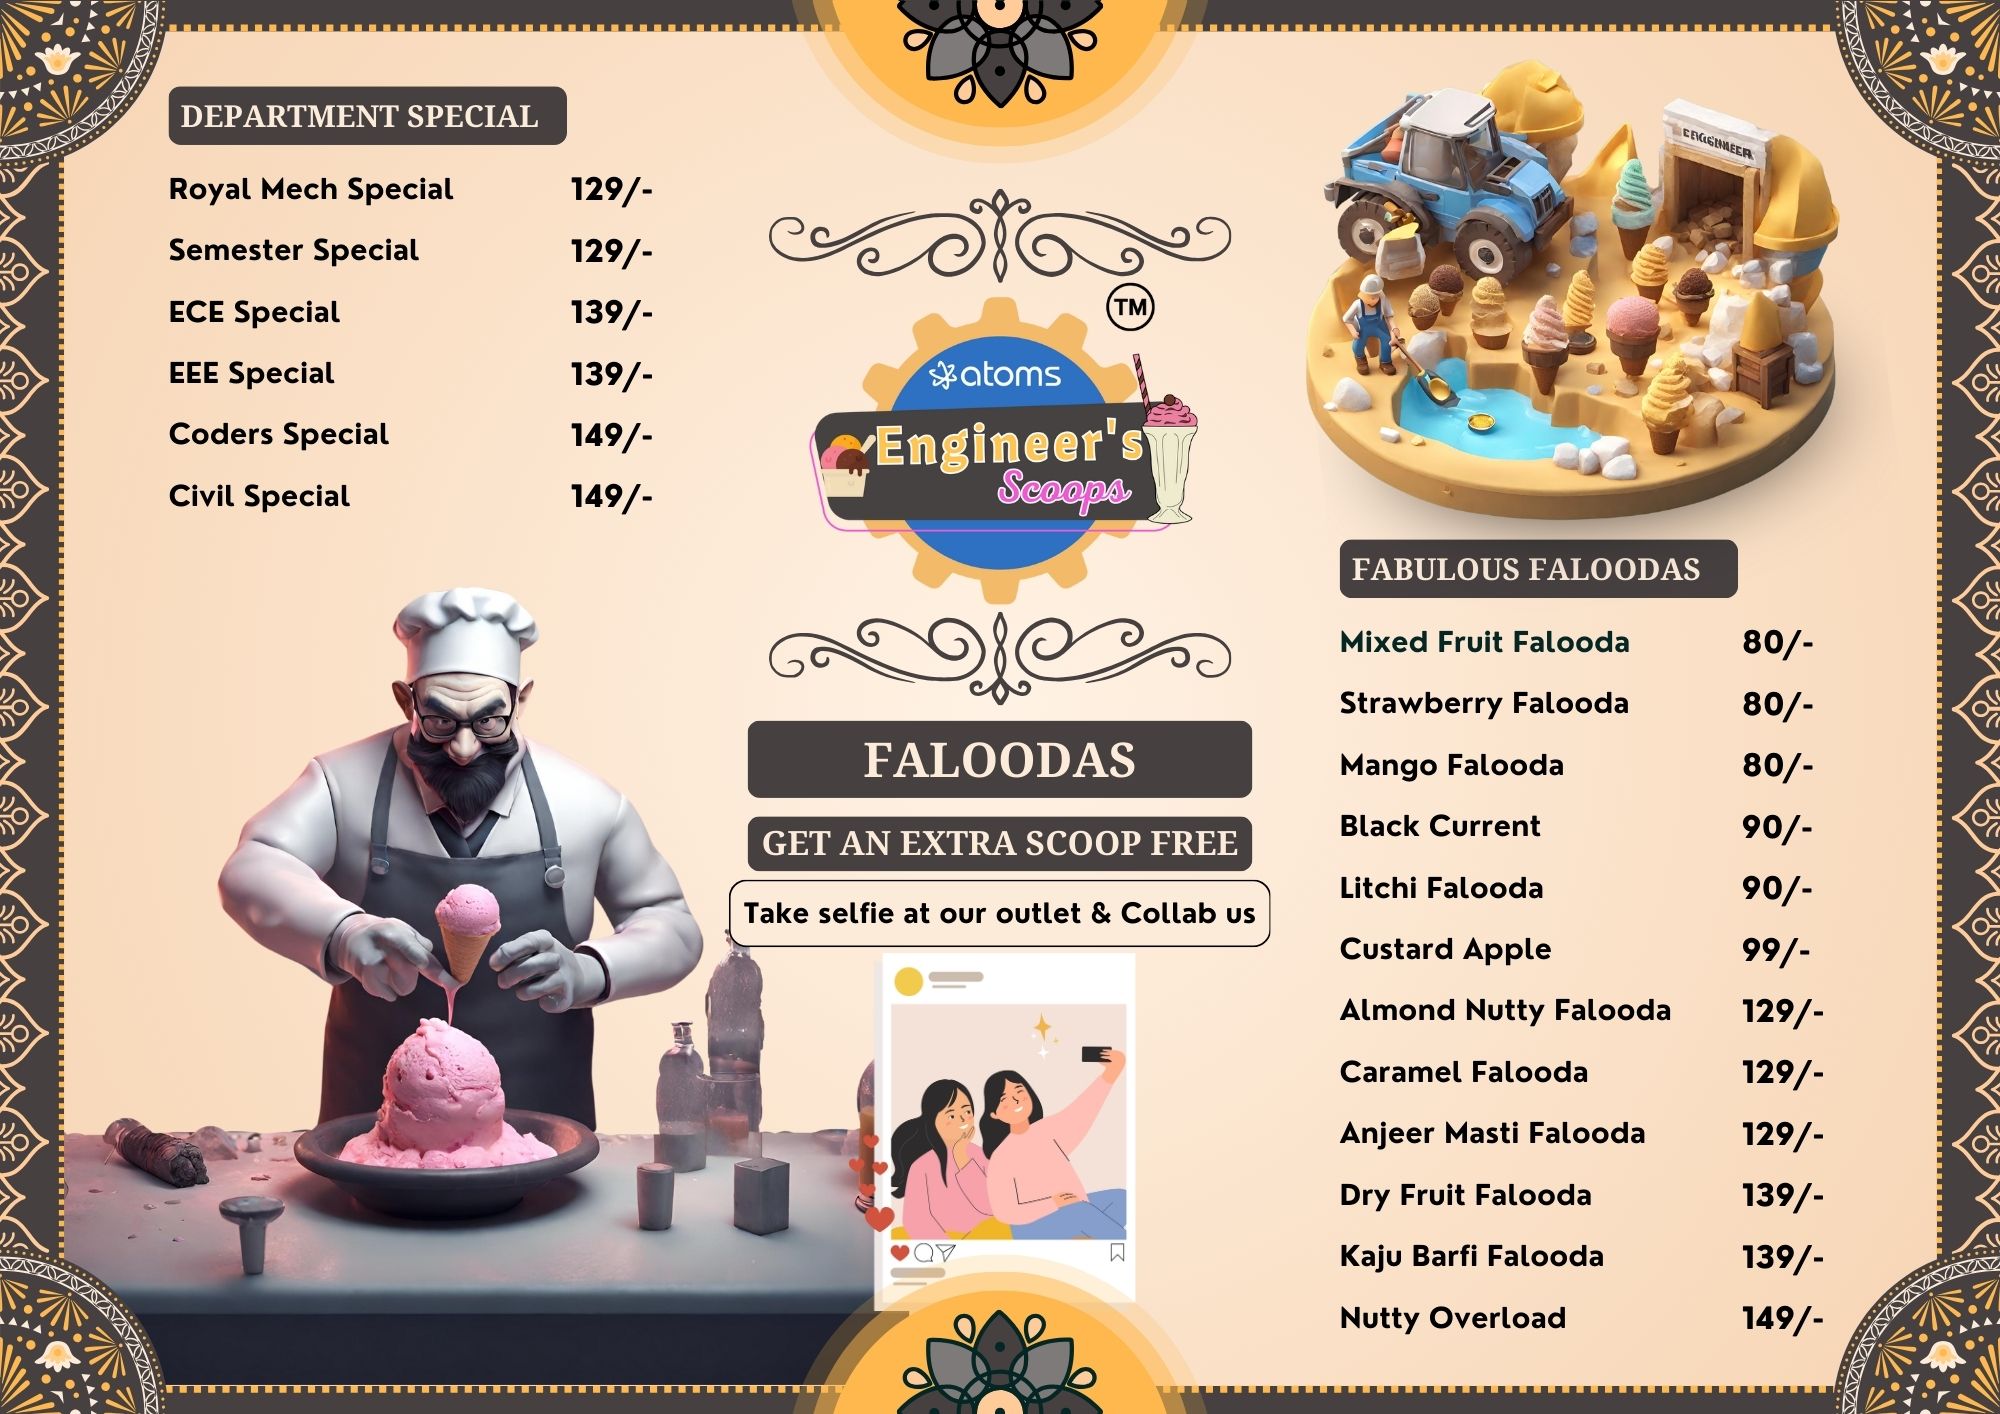 DEPARTMENT SPECIAL
Royal Mech Special 129/-
Semester Special 129/-
ECE Special 139/-
EEE Special 139/-
Coders Special 149/-
Civil Special 149/-
TM
atoms
Engineer's
Scoops
FALOODAS
GET AN EXTRA SCOOP FREE
Take selfie at our outlet & Collab us
FABULOUS FALOODAS
Mixed Fruit Falooda 80/-
Strawberry Falooda 80/-
Mango Falooda 80/-
Black Current 90/-
Litchi Falooda 90/-
Custard Apple 99/-
Almond Nutty Falooda 129/-
Caramel Falooda 129/-
Anjeer Masti Falooda 129/-
Dry Fruit Falooda 139/-
Kaju Barfi Falooda 139/-
Nutty Overload 149/-